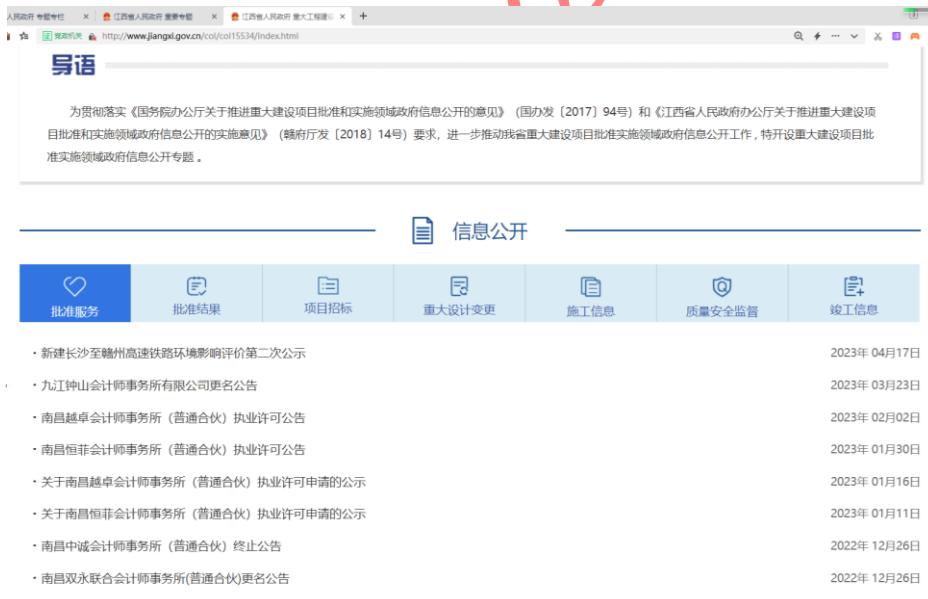 人民政府 专题专栏 × 江西省人民政府 重要专题 × 江西省人民政府 重大工程建 × +
党政机关 http://www.jiangxi.gov.cn/col/col15534/index.html
导语
为贯彻落实《国务院办公厅关于推进重大建设项目批准和实施领域政府信息公开的意见》（国办发〔2017〕94号）和《江西省人民政府办公厅关于推进重大建设项
目批准和实施领域政府信息公开的实施意见》（赣府厅发〔2018〕14号）要求，进一步推动我省重大建设项目批准实施领域政府信息公开工作，特开设重大建设项目批
准实施领域政府信息公开专题。
信息公开
批准服务 批准结果 项目招标 重大设计变更 施工信息 质量安全监督 竣工信息
·新建长沙至赣州高速铁路环境影响评价第二次公示 2023年 04月17日
·九江钟山会计师事务所有限公司更名公告 2023年 03月23日
·南昌越卓会计师事务所（普通合伙）执业许可公告 2023年 02月02日
·南昌恒菲会计师事务所（普通合伙）执业许可公告 2023年 01月30日
·关于南昌越卓会计师事务所（普通合伙）执业许可申请的公示 2023年 01月16日
·关于南昌恒菲会计师事务所（普通合伙）执业许可申请的公示 2023年 01月11日
·南昌中诚会计师事务所（普通合伙）终止公告 2022年 12月26日
·南昌双永联合会计师事务所(普通合伙)更名公告 2022年 12月26日